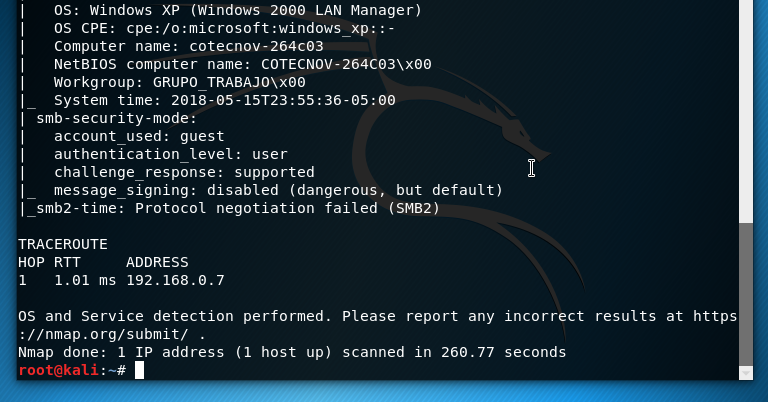 |   OS: Windows XP (Windows 2000 LAN Manager)
|   OS CPE: cpe:/o:microsoft:windows_xp::-
|   Computer name: cotecnov-264c03
|   NetBIOS computer name: COTECNOV-264C03\x00
|   Workgroup: GRUPO_TRABAJO\x00
|_  System time: 2018-05-15T23:55:36-05:00
| smb-security-mode:
|   account_used: guest
|   authentication_level: user
|   challenge_response: supported
|_  message_signing: disabled (dangerous, but default)
|_smb2-time: Protocol negotiation failed (SMB2)

TRACEROUTE
HOP RTT     ADDRESS
1   1.01 ms 192.168.0.7

OS and Service detection performed. Please report any incorrect results at https
://nmap.org/submit/ .
Nmap done: 1 IP address (1 host up) scanned in 260.77 seconds
root@kali:~#